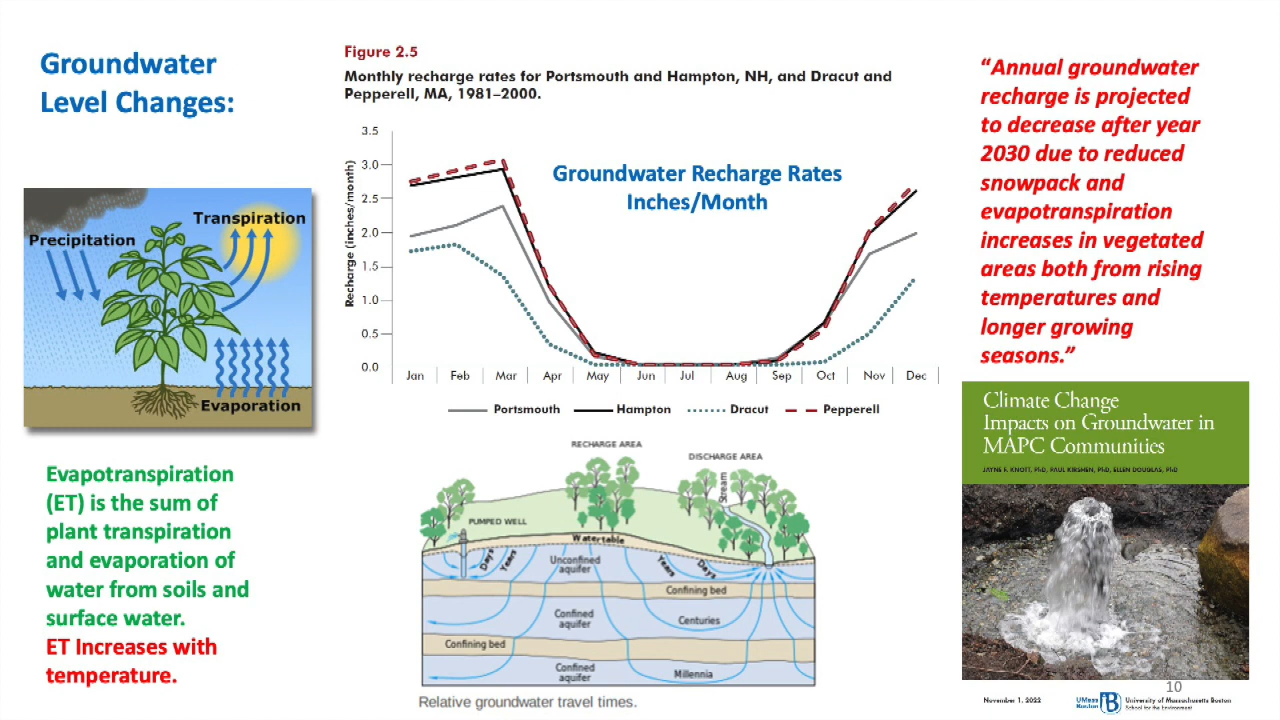 Groundwater
Level Changes:
Figure 2.5
Monthly recharge rates for Portsmouth and Hampton, NH, and Dracut and
Pepperell, MA, 1981–2000.
Groundwater Recharge Rates
Inches/Month
Recharge (inches/month)
3.5
3.0
2.5
2.0
1.5
1.0
0.5
0.0
Jan Feb Mar Apr May Jun Jul Aug Sep Oct Nov Dec
Portsmouth Hampton Dracut Pepperell
Precipitation
Transpiration
Evaporation
Evapotranspiration
(ET) is the sum of
plant transpiration
and evaporation of
water from soils and
surface water.
ET Increases with
temperature.
RECHARGE AREA
DISCHARGE AREA
Stream
PUMPED WELL
Water table
Days
Years
Unconfined
aquifer
Years
Days
Confining bed
Confined
aquifer
Centuries
Confining bed
Confined
aquifer
Millennia
Relative groundwater travel times.
“Annual groundwater
recharge is projected
to decrease after year
2030 due to reduced
snowpack and
evapotranspiration
increases in vegetated
areas both from rising
temperatures and
longer growing
seasons.”
Climate Change
Impacts on Groundwater in
MAPC Communities
JAYNE F. KNOTT, PhD, PAUL KIRSHEN, PhD, ELLEN DOUGLAS, PhD
10
November 1, 2022
UMass
Boston
University of Massachusetts Boston
School for the Environment